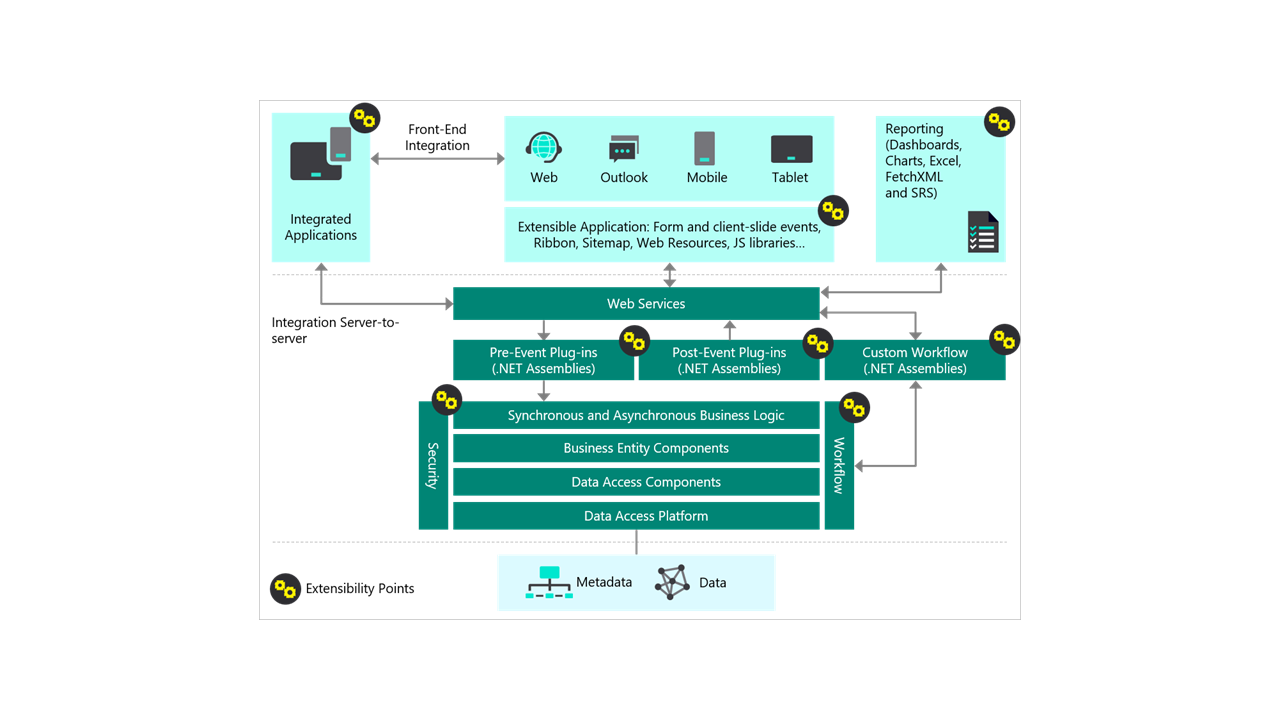 Front-End
Integration
Integrated
Applications
Web
Outlook
Mobile
Tablet
Extensible Application: Form and client-slide events,
Ribbon, Sitemap, Web Resources, JS libraries...
Reporting
(Dashboards,
Charts, Excel,
FetchXML
and SRS)
Integration Server-to-
server
Web Services
Pre-Event Plug-ins
(.NET Assemblies)
Post-Event Plug-ins
(.NET Assemblies)
Custom Workflow
(.NET Assemblies)
Security
Synchronous and Asynchronous Business Logic
Business Entity Components
Data Access Components
Data Access Platform
Workflow
Extensibility Points
Metadata
Data